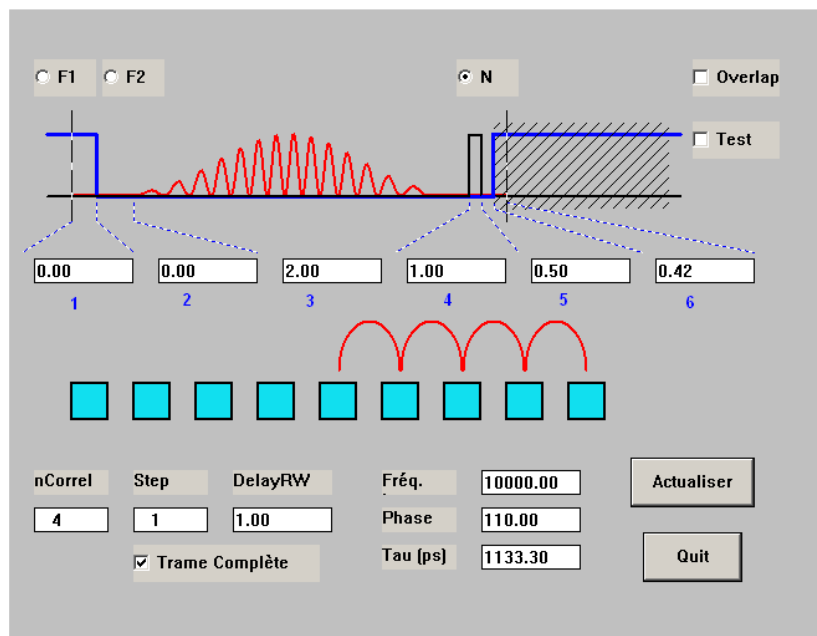 F1 F2 N Overlap
Test
0.00 0.00 2.00 1.00 0.50 0.42
1 2 3 4 5 6
nCorrel Step DelayRW Fréq. 10000.00 Actualiser
4 1 1.00 Phase 110.00
Trame Complète Tau (ps) 1133.30 Quit